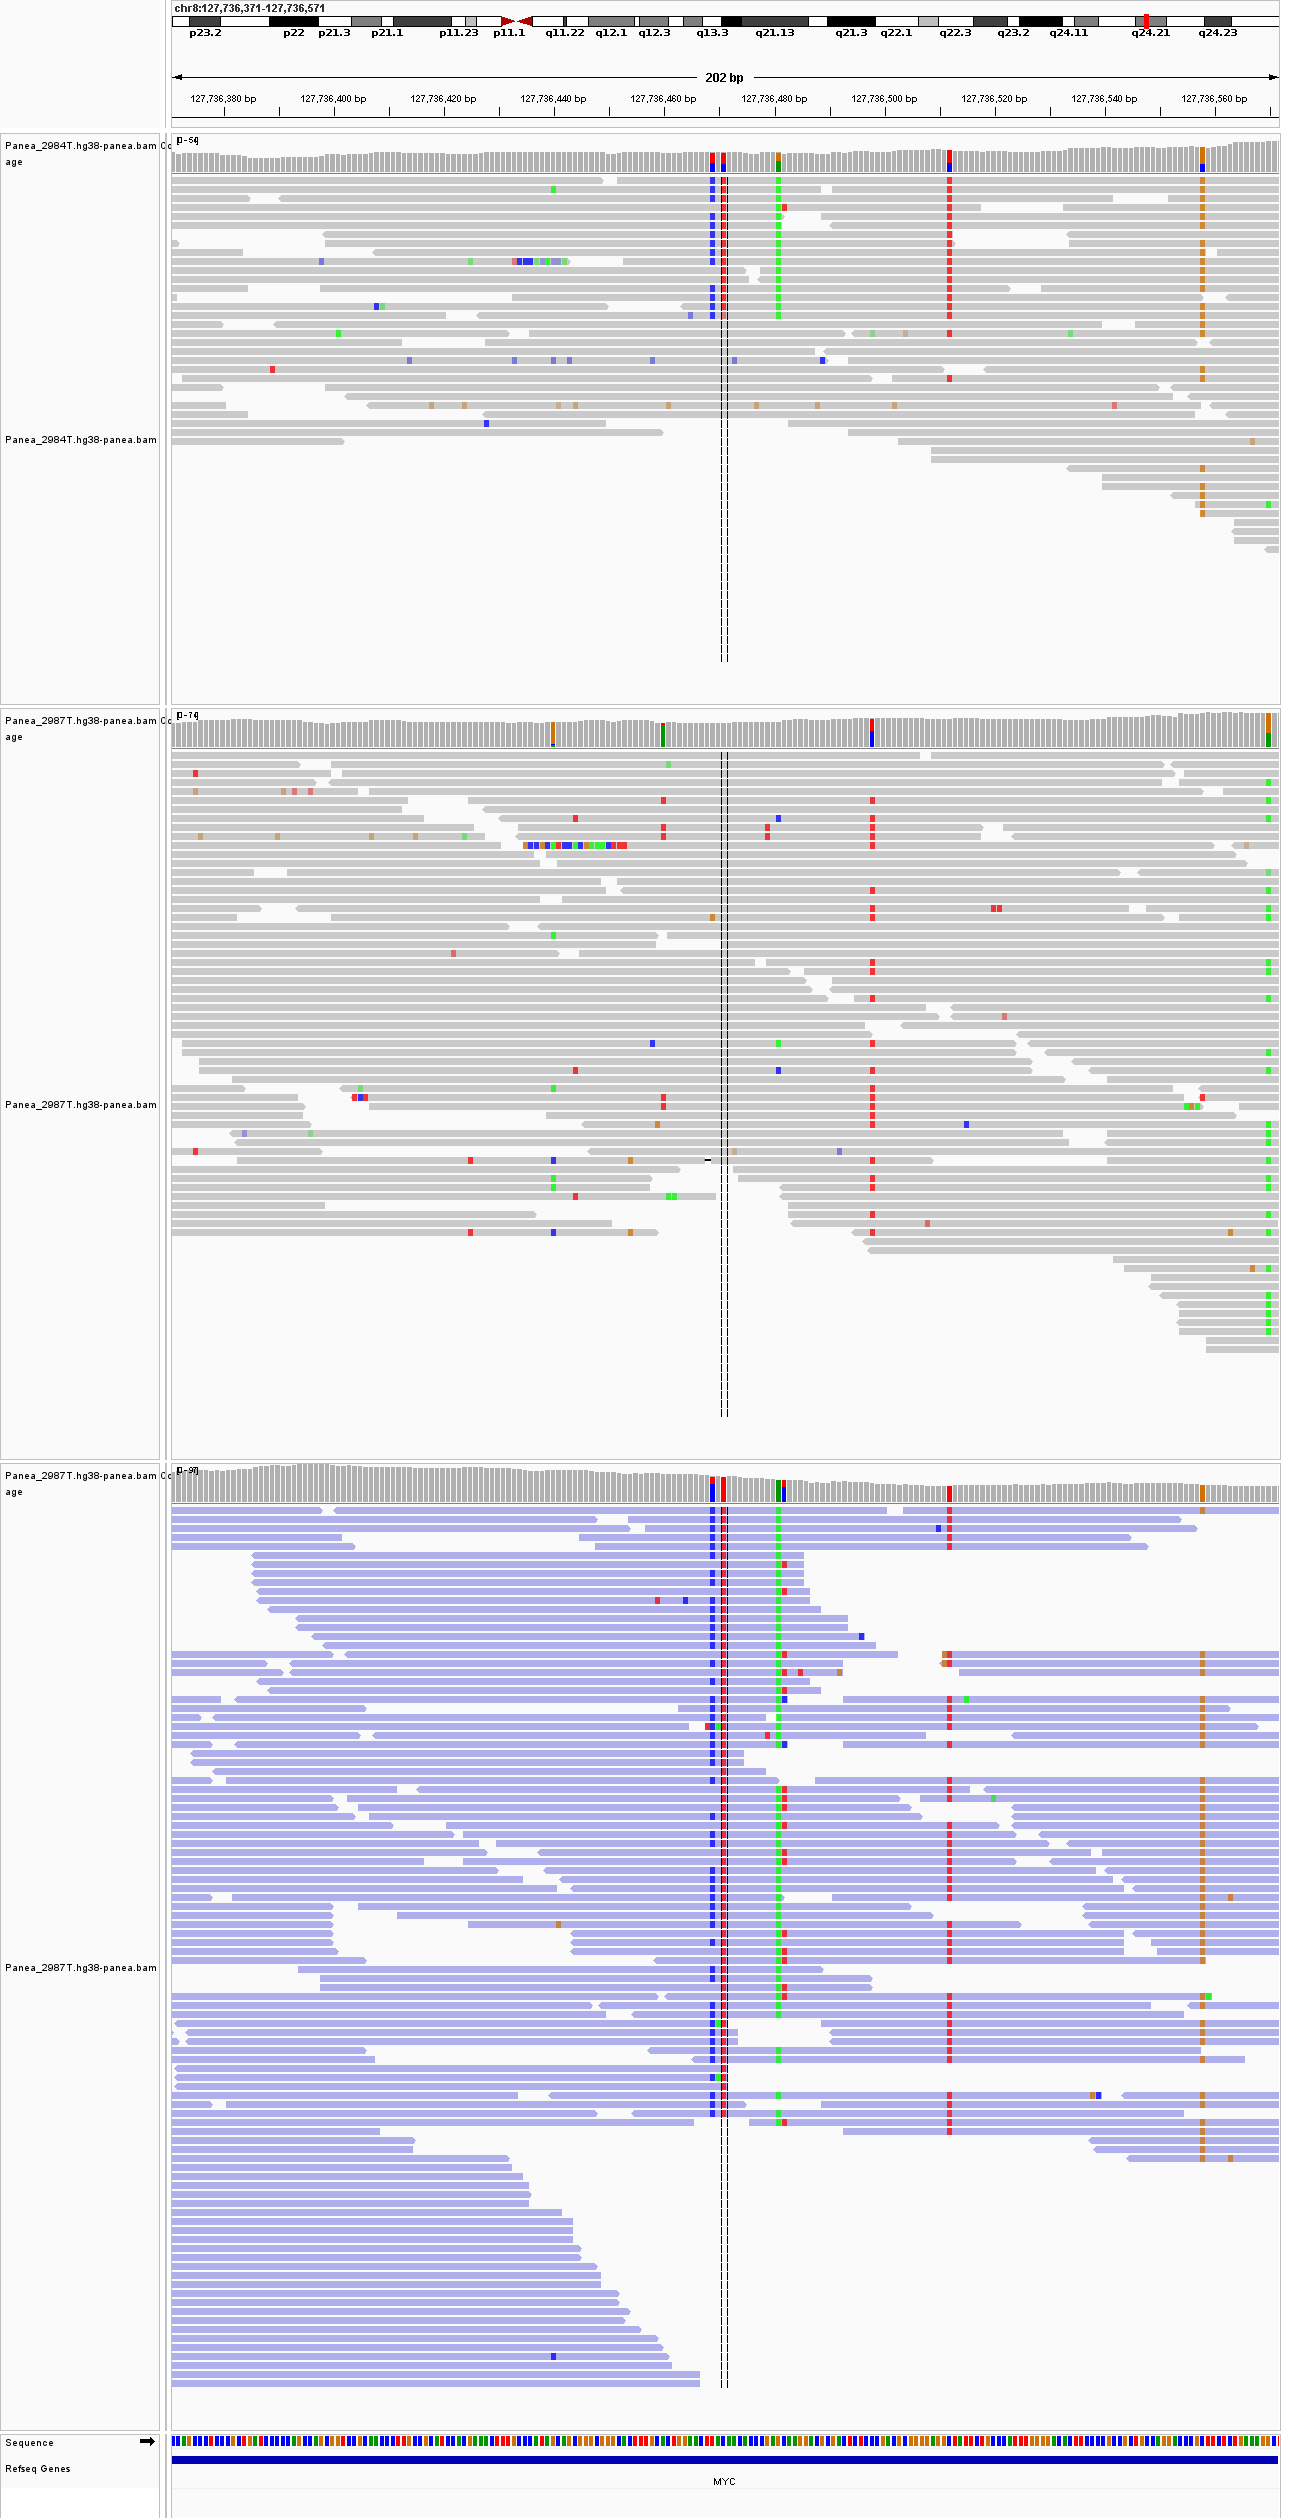 chr8:127,736,371-127,736,571
p23.2 p22 p21.3 p21.1 p11.23 p11.1 q11.22 q12.1 q12.3 q13.3 q21.13 q21.3 q22.1 q22.3 q23.2 q24.11 q24.21 q24.23
202 bp
127,736,380 bp 127,736,400 bp 127,736,420 bp 127,736,440 bp 127,736,460 bp 127,736,480 bp 127,736,500 bp 127,736,520 bp 127,736,540 bp 127,736,560 bp
Panea_2984T.hg38-panea.bam Co
age
[0-54]
Panea_2984T.hg38-panea.bam
Panea_2987T.hg38-panea.bam Co
age
[0-74]
Panea_2987T.hg38-panea.bam
Panea_2987T.hg38-panea.bam Co
age
[0-97]
Panea_2987T.hg38-panea.bam
Sequence
Refseq Genes
MYC